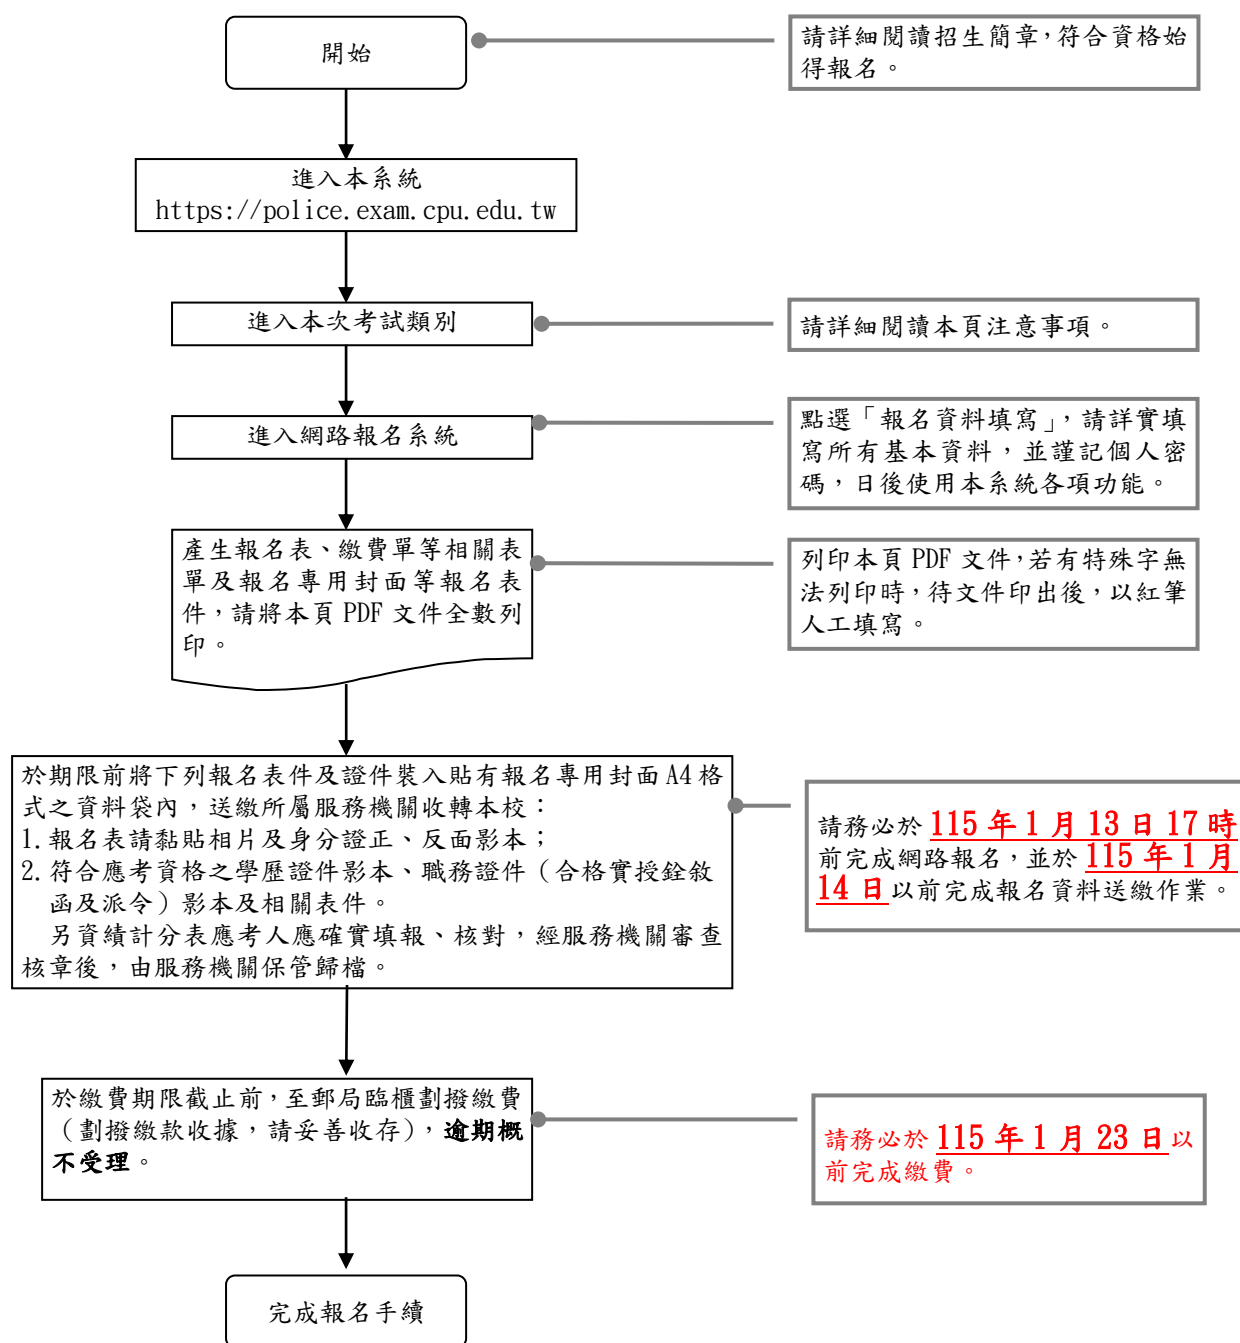 開始
請詳細閱讀招生簡章，符合資格始
得報名。
進入本系統
https://police.exam.cpu.edu.tw
進入本次考試類別
請詳細閱讀本頁注意事項。
進入網路報名系統
點選「報名資料填寫」，請詳實填
寫所有基本資料，並謹記個人密
碼，日後使用本系統各項功能。
產生報名表、繳費單等相關表
單及報名專用封面等報名表
件，請將本頁 PDF 文件全數列
印。
列印本頁 PDF 文件，若有特殊字無
法列印時，待文件印出後，以紅筆
人工填寫。
於期限前將下列報名表件及證件裝入貼有報名專用封面 A4 格
式之資料袋內，送繳所屬服務機關收轉本校：
1. 報名表請黏貼相片及身分證正、反面影本；
2. 符合應考資格之學歷證件影本、職務證件（合格實授銓敘
函及派令）影本及相關表件。
另資績計分表應考人應確實填報、核對，經服務機關審查
核章後，由服務機關保管歸檔。
請務必於 115 年 1 月 13 日 17 時
前完成網路報名，並於 115 年 1 月
14 日以前完成報名資料送繳作業。
於繳費期限截止前，至郵局臨櫃劃撥繳費
（劃撥繳款收據，請妥善收存），逾期概
不受理。
請務必於 115 年 1 月 23 日以
前完成繳費。
完成報名手續